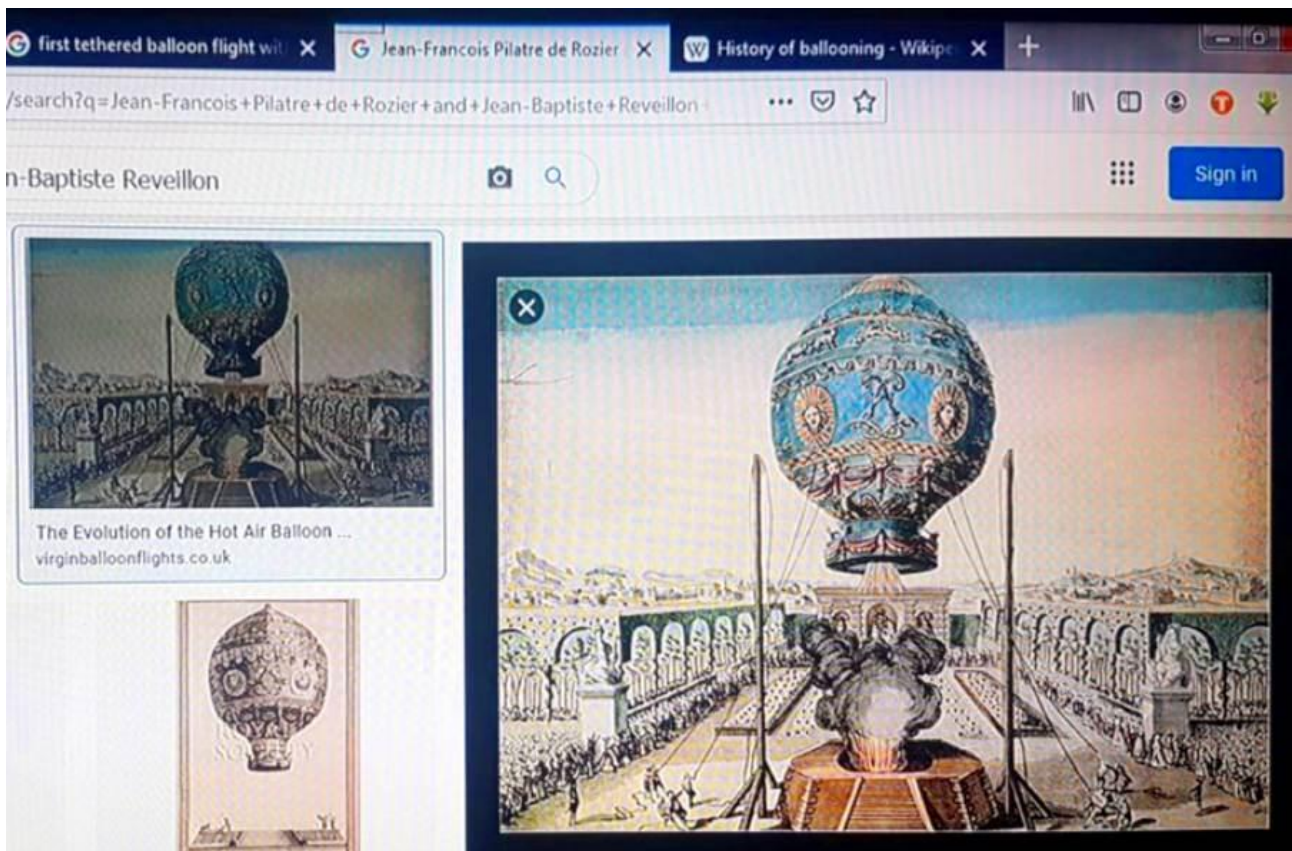 first tethered balloon flight wit
Jean-Francois Pilatre de Rozier
History of ballooning - Wikipe
/search?q=Jean-Francois+Pilatre+de+Rozier+and+Jean-Baptiste+Reveillon
n-Baptiste Reveillon
Sign in
The Evolution of the Hot Air Balloon ...
virginballoonflights.co.uk